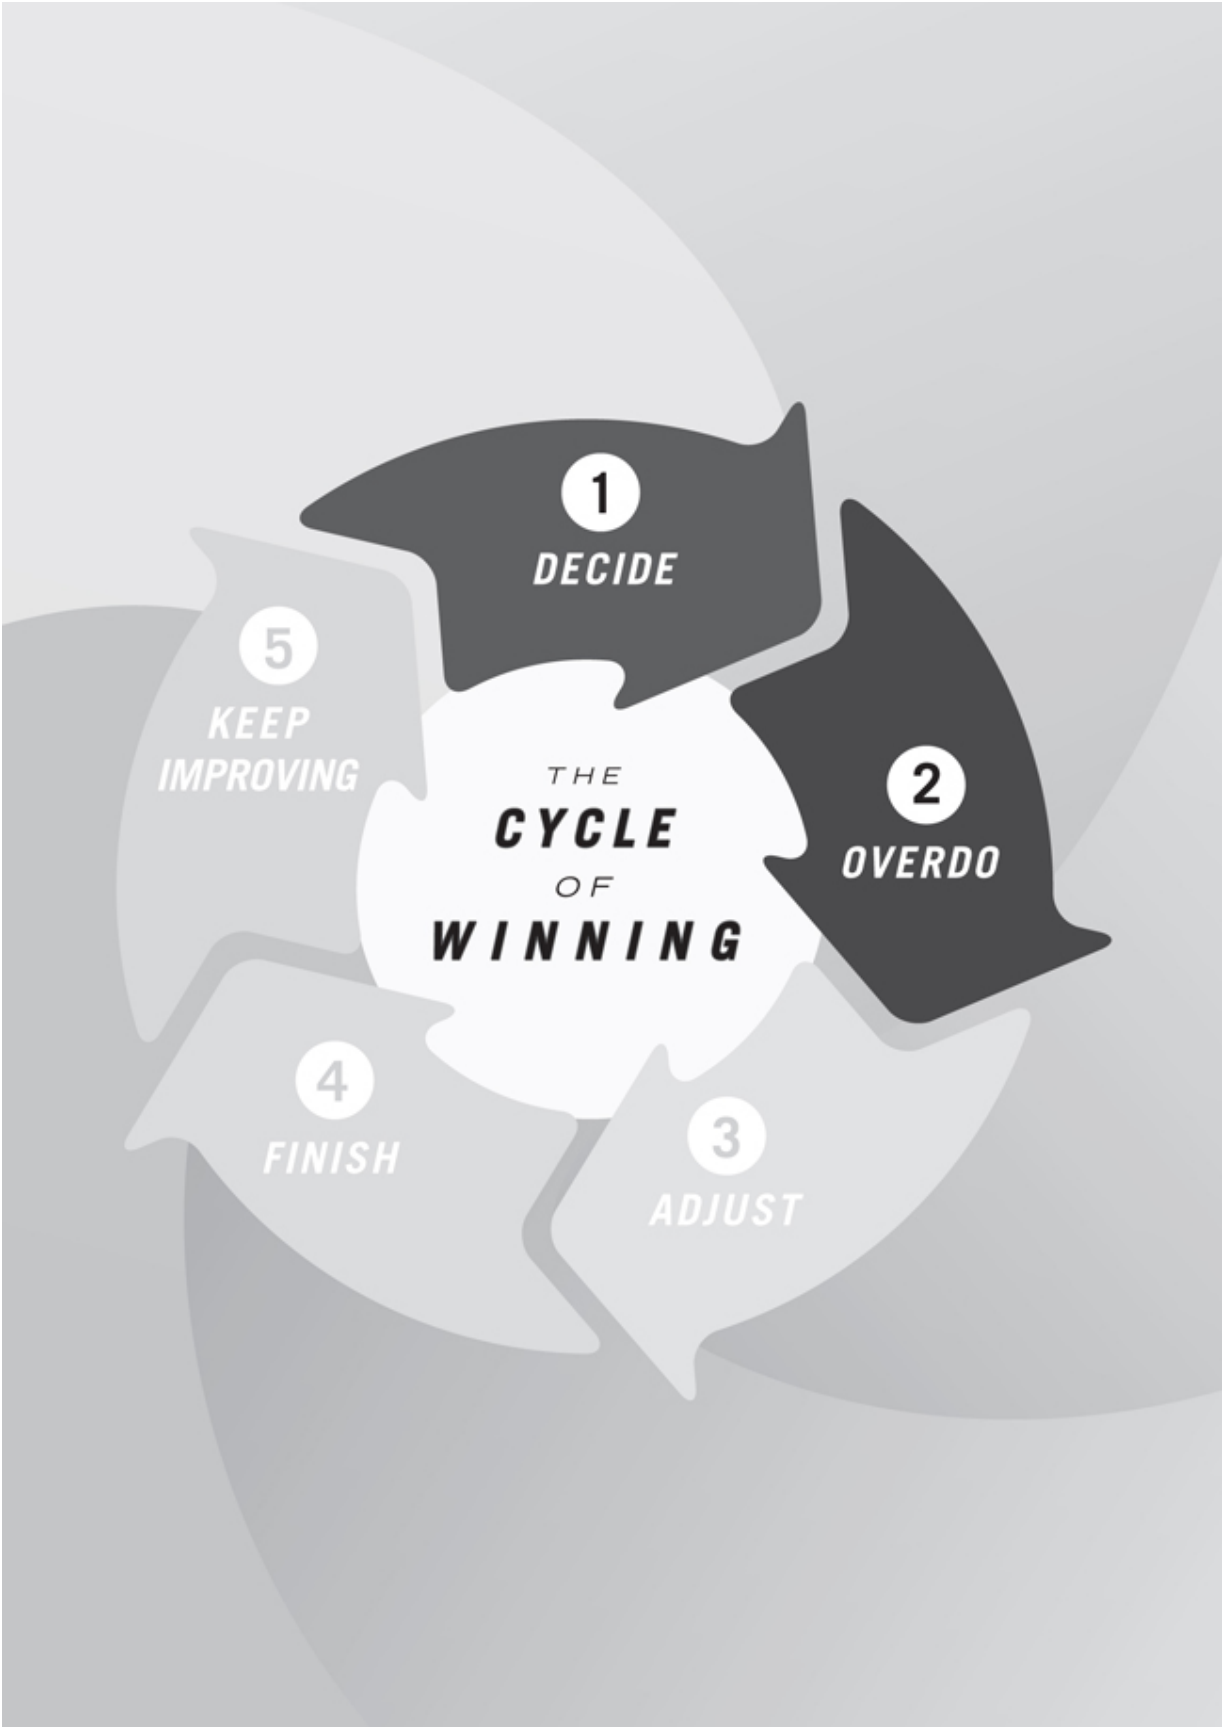 1
DECIDE
2
OVERDO
3
ADJUST
4
FINISH
5
KEEP
IMPROVING
THE
CYCLE
OF
WINNING